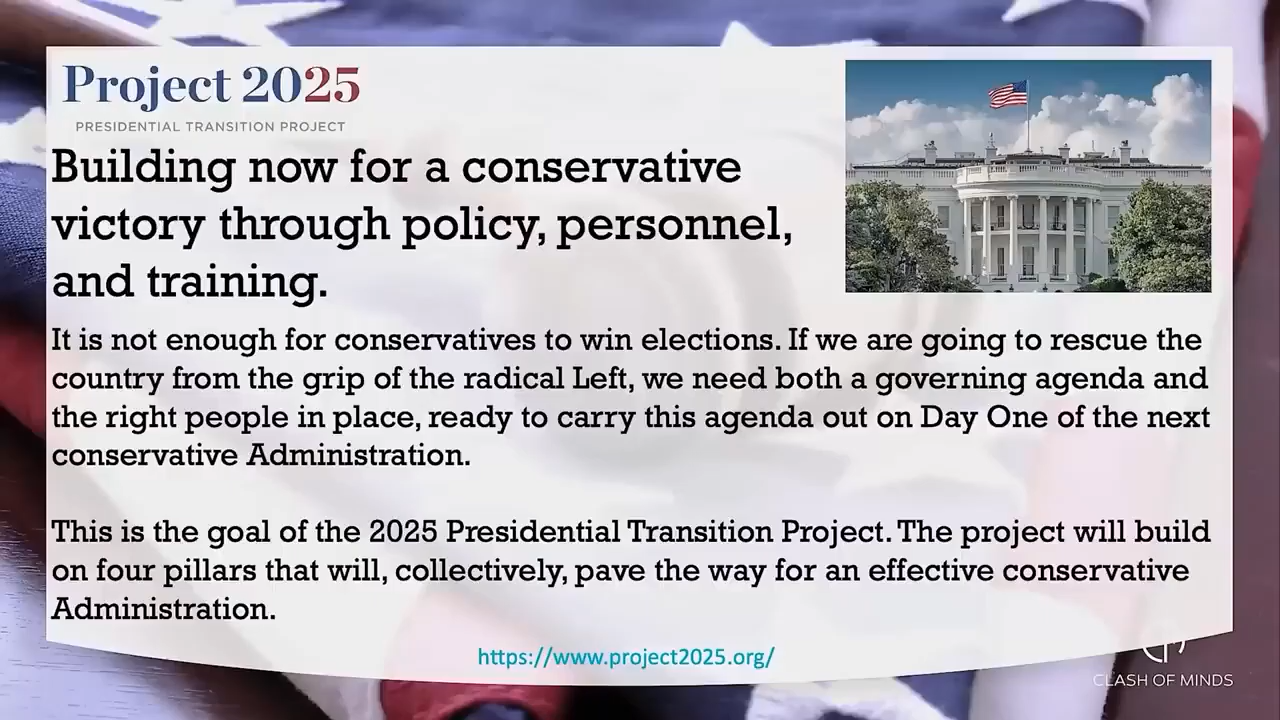 Project 2025
PRESIDENTIAL TRANSITION PROJECT
Building now for a conservative
victory through policy, personnel,
and training.
It is not enough for conservatives to win elections. If we are going to rescue the
country from the grip of the radical Left, we need both a governing agenda and
the right people in place, ready to carry this agenda out on Day One of the next
conservative Administration.
This is the goal of the 2025 Presidential Transition Project. The project will build
on four pillars that will, collectively, pave the way for an effective conservative
Administration.
https://www.project2025.org/
CLASH OF MINDS